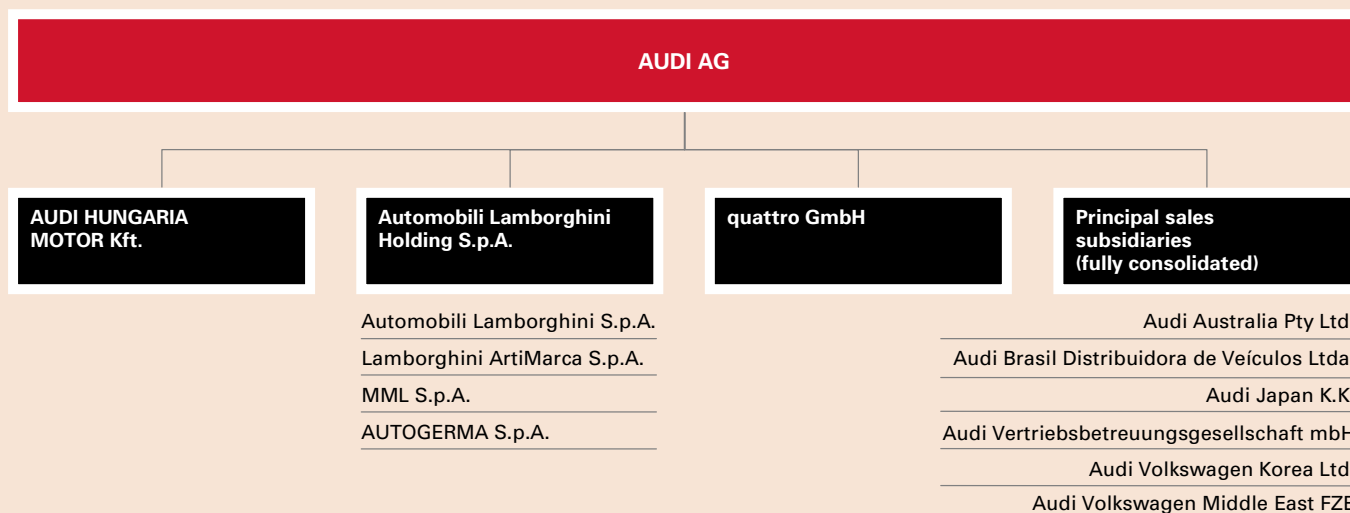 AUDI AG
AUDI HUNGARIA
MOTOR Kft.
Automobili Lamborghini
Holding S.p.A.
quattro GmbH
Principal sales
subsidiaries
(fully consolidated)
Automobili Lamborghini S.p.A.
Lamborghini ArtiMarca S.p.A.
MML S.p.A.
AUTOGERMA S.p.A.
Audi Australia Pty Ltd
Audi Brasil Distribuidora de Veículos Ltda
Audi Japan K.K
Audi Vertriebsbetreuungsgesellschaft mbH
Audi Volkswagen Korea Ltd
Audi Volkswagen Middle East FZE